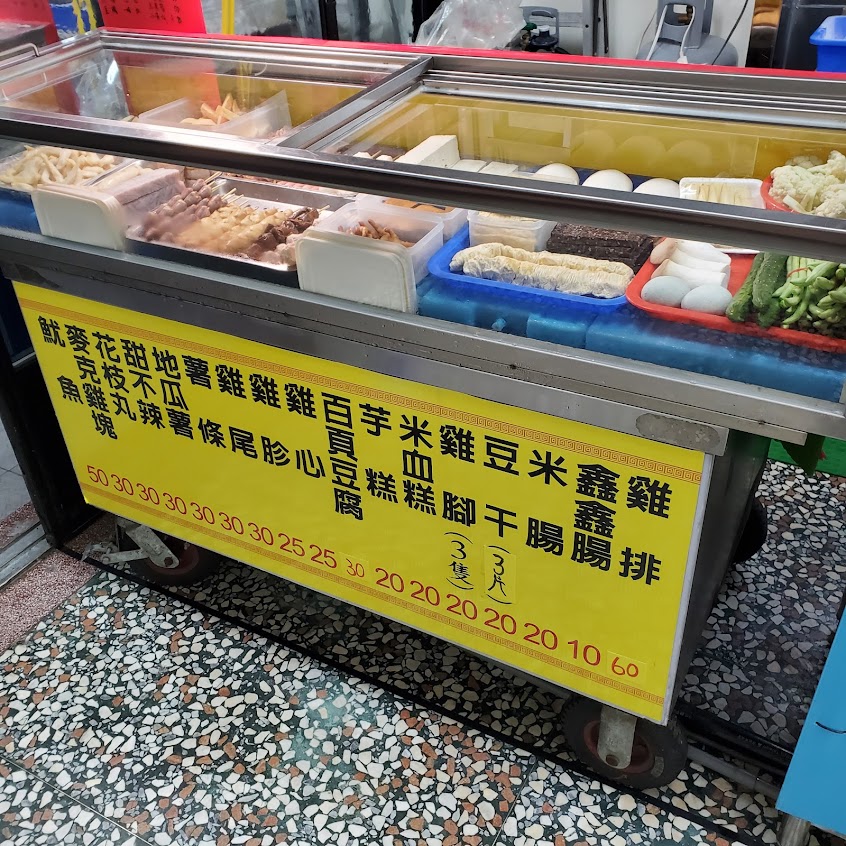 雞排
鑫鑫腸
米腸
豆干(3片)
雞腳(3隻)
米血糕
芋糕
百頁豆腐
雞心
雞胗
雞尾
薯條
地瓜薯
甜不辣
花枝丸
麥克雞塊
魷魚
50 30 30 30 30 30 30 25 25 30 20 20 20 20 20 10 60